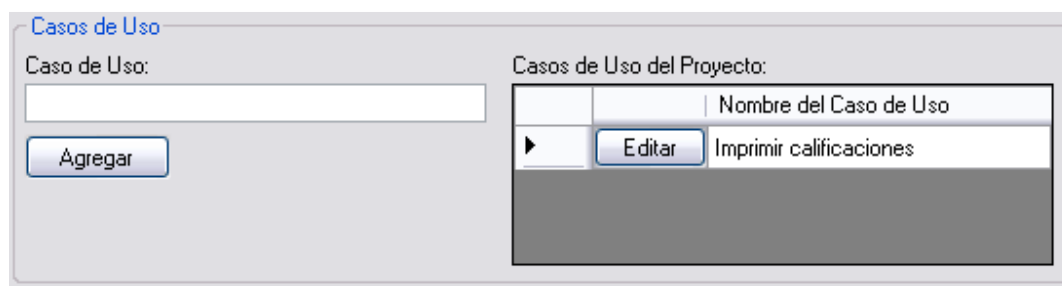 Casos de Uso
Caso de Uso:
Agregar
Casos de Uso del Proyecto:
Nombre del Caso de Uso
Editar Imprimir calificaciones